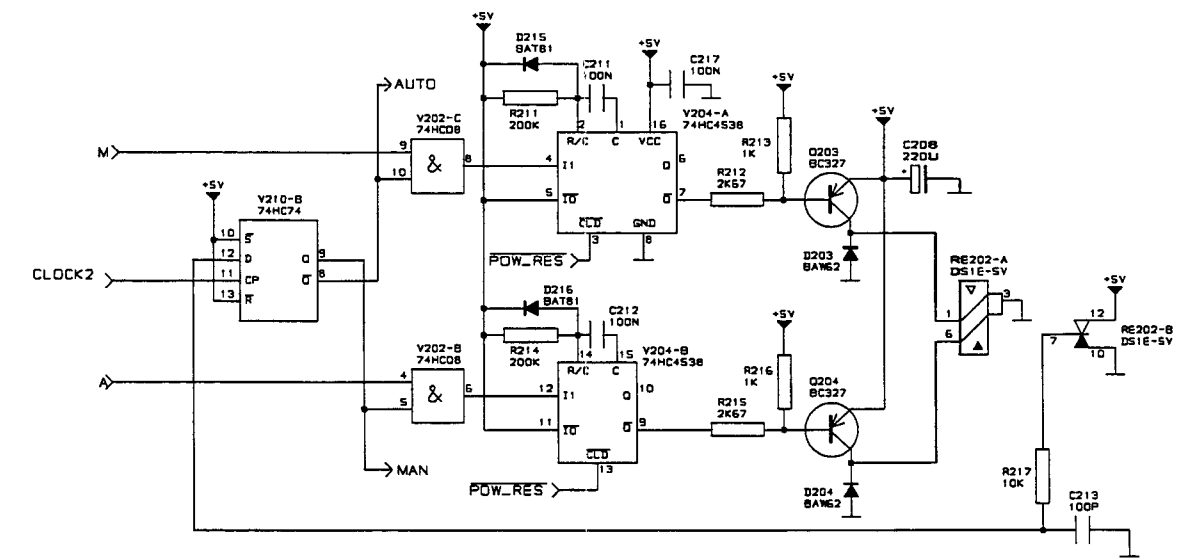 +5V
D215
BAT81
C211
100N
R211
200K
+5V
C217
100N
V204-A
74HC4538
2
1
16
R/C
C
VCC
4
I1
Q
6
5
I0
Q
7
CLD
GND
3
8
POW_RES
AUTO
V202-C
74HC08
M
9
10
&
8
+5V
V210-B
74HC74
10
S
12
D
Q
9
CLOCK2
11
CP
Q
8
13
R
+5V
R213
1K
R212
2K67
Q203
BC327
+5V
C208
220U
+
D203
BAW62
RE202-A
DS1E-5V
1
3
6
+5V
12
7
10
RE202-B
DS1E-5V
D216
BAT81
C212
100N
R214
200K
V204-B
74HC4538
14
15
R/C
C
12
I1
Q
10
11
I0
Q
9
CLD
13
POW_RES
V202-B
74HC08
A
4
5
&
6
MAN
+5V
R216
1K
R215
2K67
Q204
BC327
D204
BAW62
R217
10K
C213
100P